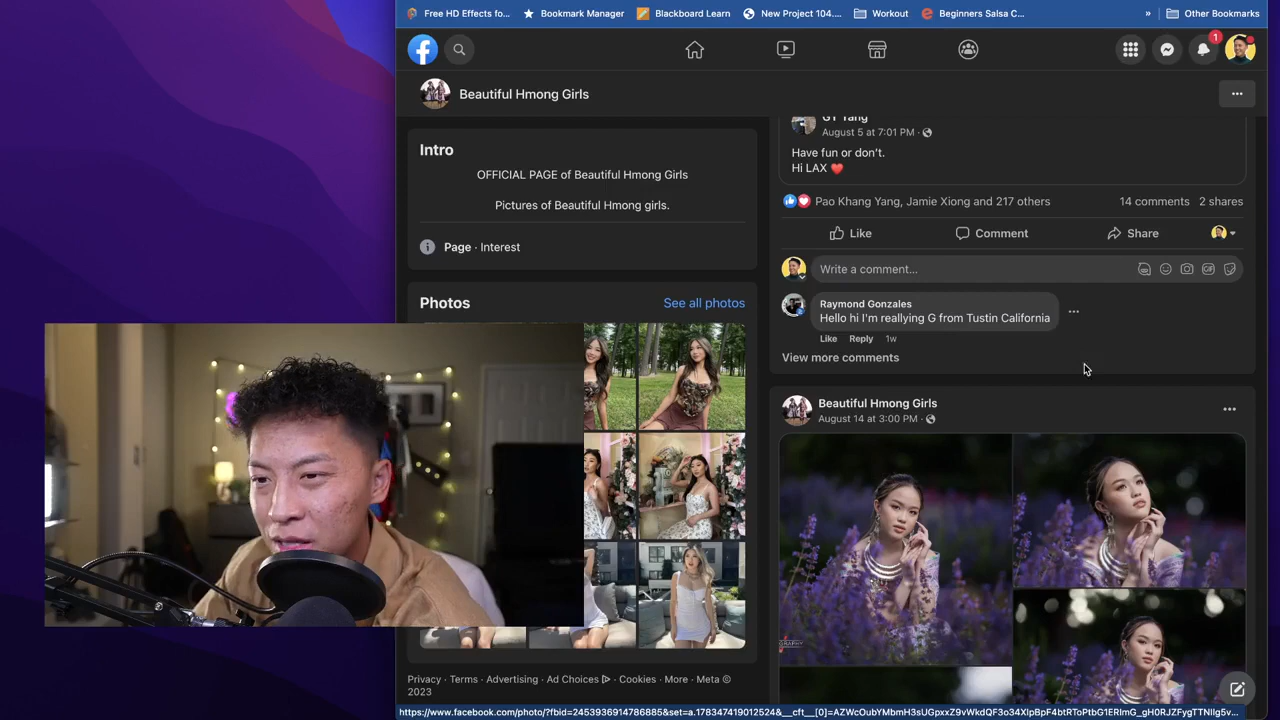 Free HD Effects fo...
Bookmark Manager
Blackboard Learn
New Project 104....
Workout
Beginners Salsa C...
»
Other Bookmarks
1
Beautiful Hmong Girls
...
Intro
OFFICIAL PAGE of Beautiful Hmong Girls
Pictures of Beautiful Hmong girls.
Page · Interest
Photos
See all photos
Privacy · Terms · Advertising · Ad Choices · Cookies · More · Meta ©
2023
GT Yang
August 5 at 7:01 PM ·
Have fun or don't.
Hi LAX ❤️
Pao Khang Yang, Jamie Xiong and 217 others
14 comments 2 shares
Like
Comment
Share
Write a comment...
GIF
Raymond Gonzales
Hello hi I'm reallying G from Tustin California
...
Like Reply 1w
View more comments
Beautiful Hmong Girls
...
August 14 at 3:00 PM ·